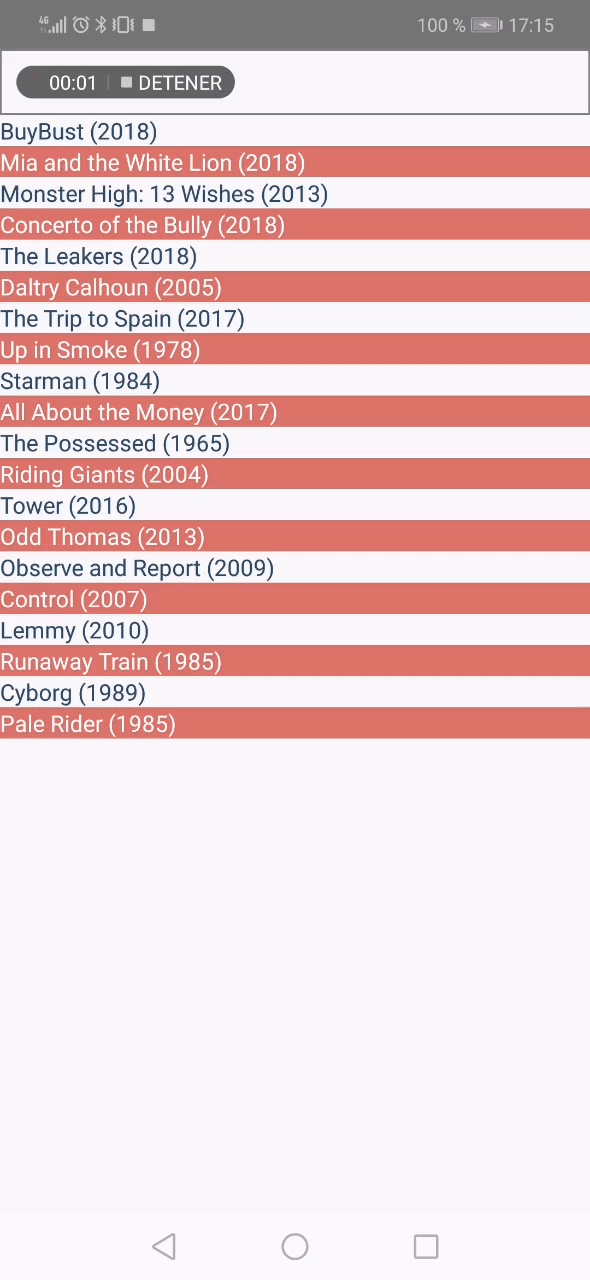 4G 100 % 17:15
00:01 DETENER
BuyBust (2018)
Mia and the White Lion (2018)
Monster High: 13 Wishes (2013)
Concerto of the Bully (2018)
The Leakers (2018)
Daltry Calhoun (2005)
The Trip to Spain (2017)
Up in Smoke (1978)
Starman (1984)
All About the Money (2017)
The Possessed (1965)
Riding Giants (2004)
Tower (2016)
Odd Thomas (2013)
Observe and Report (2009)
Control (2007)
Lemmy (2010)
Runaway Train (1985)
Cyborg (1989)
Pale Rider (1985)